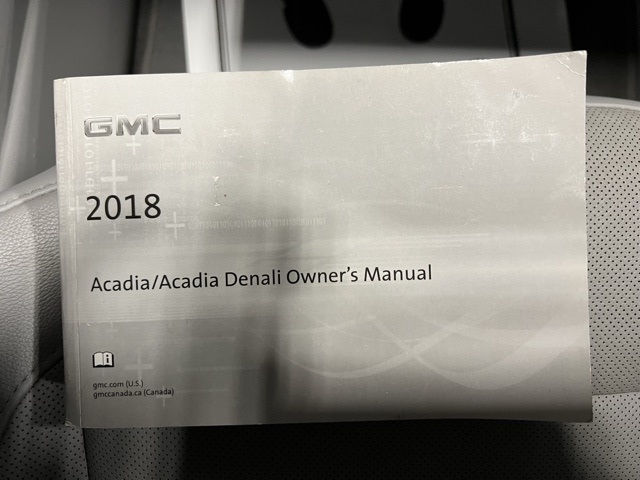 GMC
2018
Acadia/Acadia Denali Owner's Manual
gmc.com (U.S.)
gmccanada.ca (Canada)